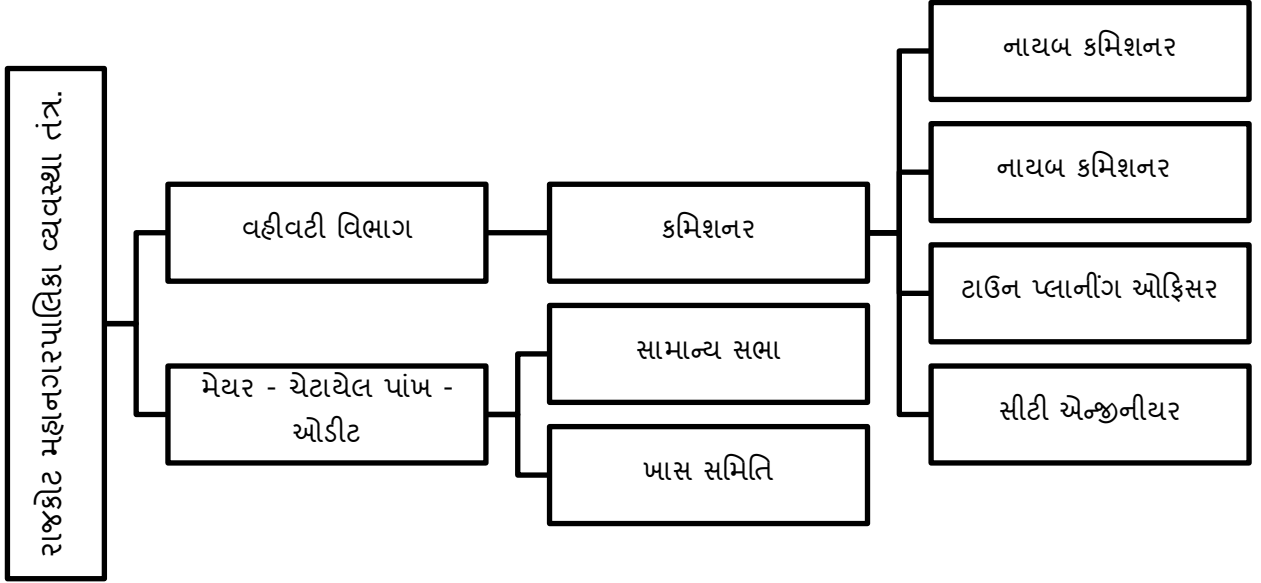 રાજકોટ મહાનગરપાલિકા વ્યવસ્થા તંત્ર.
વહીવટી વિભાગ
કમિશનર
નાયબ કમિશનર
નાયબ કમિશનર
ટાઉન પ્લાનીંગ ઓફિસર
સીટી એન્જીનીયર
મેયર - ચેટાયેલ પાંખ -
ઓડીટ
સામાન્ય સભા
ખાસ સમિતિ